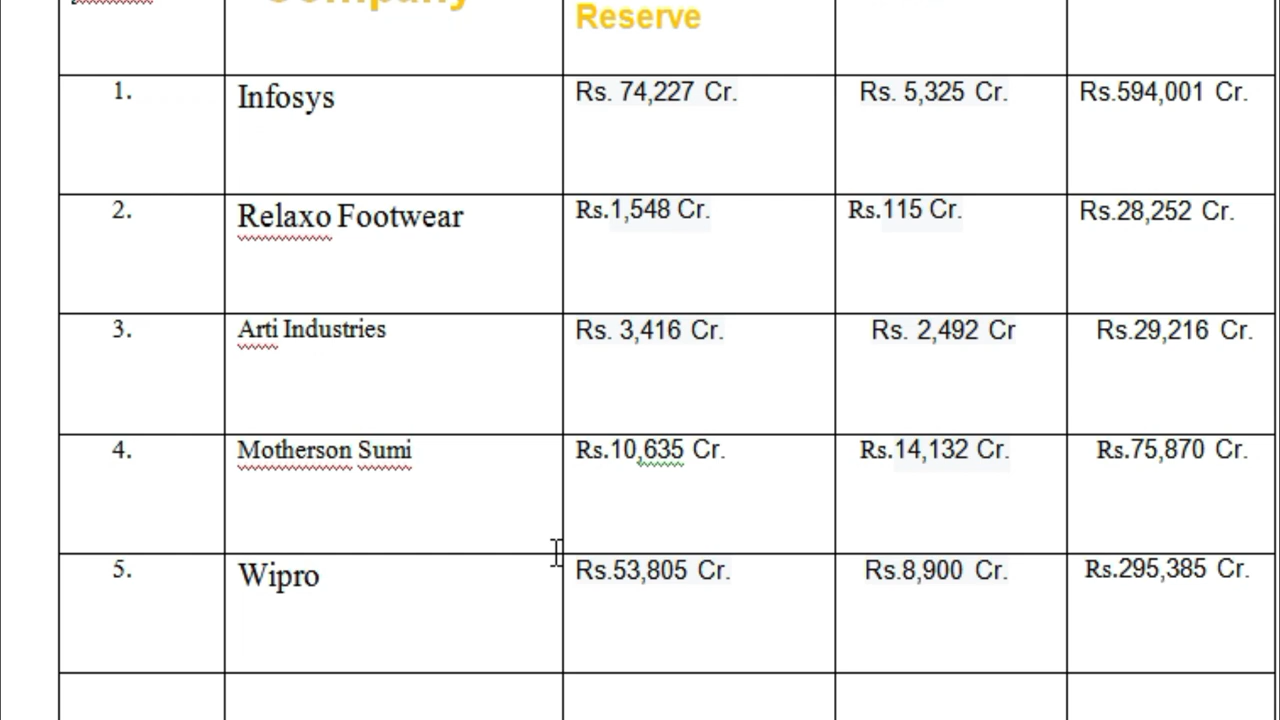 Company
Reserve
1. Infosys Rs. 74,227 Cr. Rs. 5,325 Cr. Rs.594,001 Cr.
2. Relaxo Footwear Rs.1,548 Cr. Rs.115 Cr. Rs.28,252 Cr.
3. Arti Industries Rs. 3,416 Cr. Rs. 2,492 Cr Rs.29,216 Cr.
4. Motherson Sumi Rs.10,635 Cr. Rs.14,132 Cr. Rs.75,870 Cr.
5. Wipro Rs.53,805 Cr. Rs.8,900 Cr. Rs.295,385 Cr.